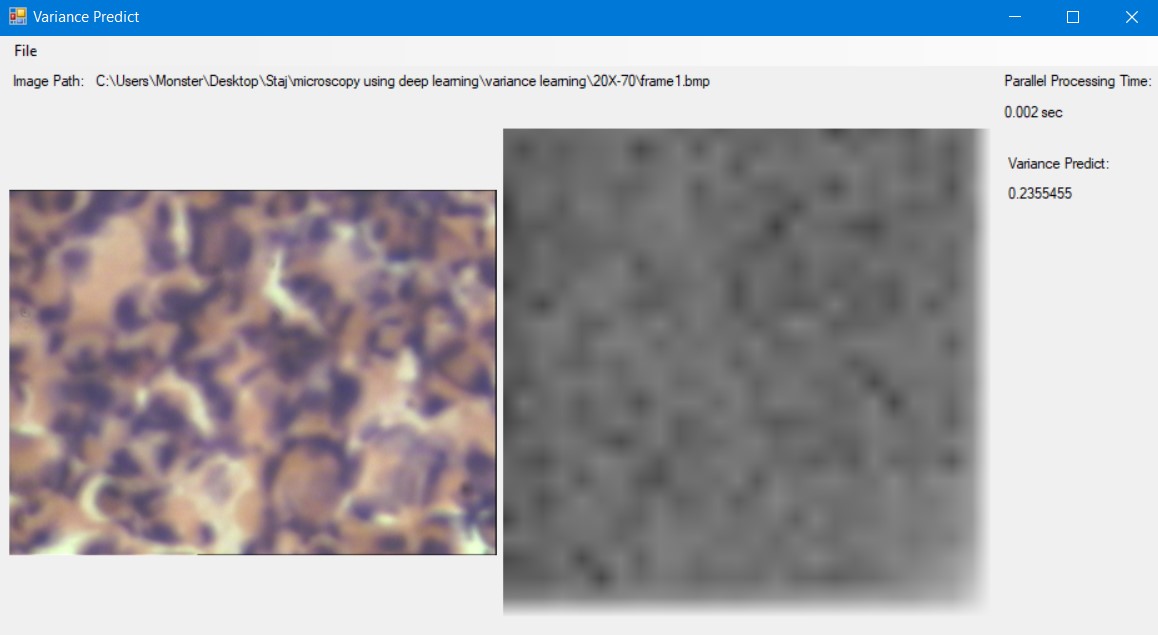 Variance Predict
File
Image Path: C:\Users\Monster\Desktop\Staj\microscopy using deep learning\variance learning\20X-70\frame1.bmp
Parallel Processing Time:
0.002 sec
Variance Predict:
0.2355455